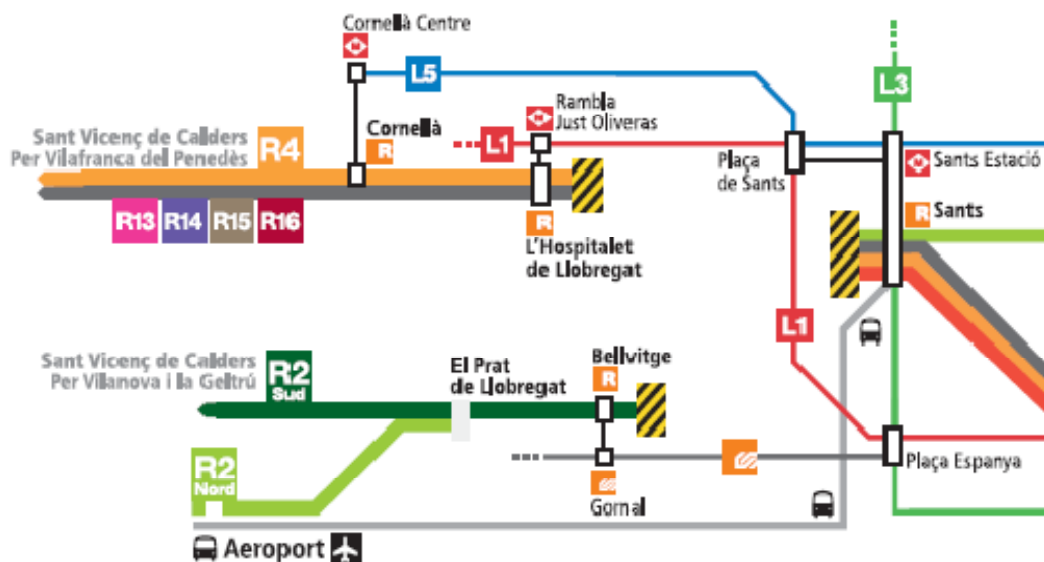 Cornellà Centre
L5
L3
Rambla
Just Oliveras
Sant Vicenç de Calders
Per Vilafranca del Penedès
R4
Cornellà
R
L1
Plaça
de Sants
Sants Estació
R Sants
R13 R14 R15 R16
R
L'Hospitalet
de Llobregat
L1
Sant Vicenç de Calders
Per Vilanova i la Geltrú
R2
Sud
El Prat
de Llobregat
Bellvitge
R
R2
Nord
Gornal
Plaça Espanya
Aeroport